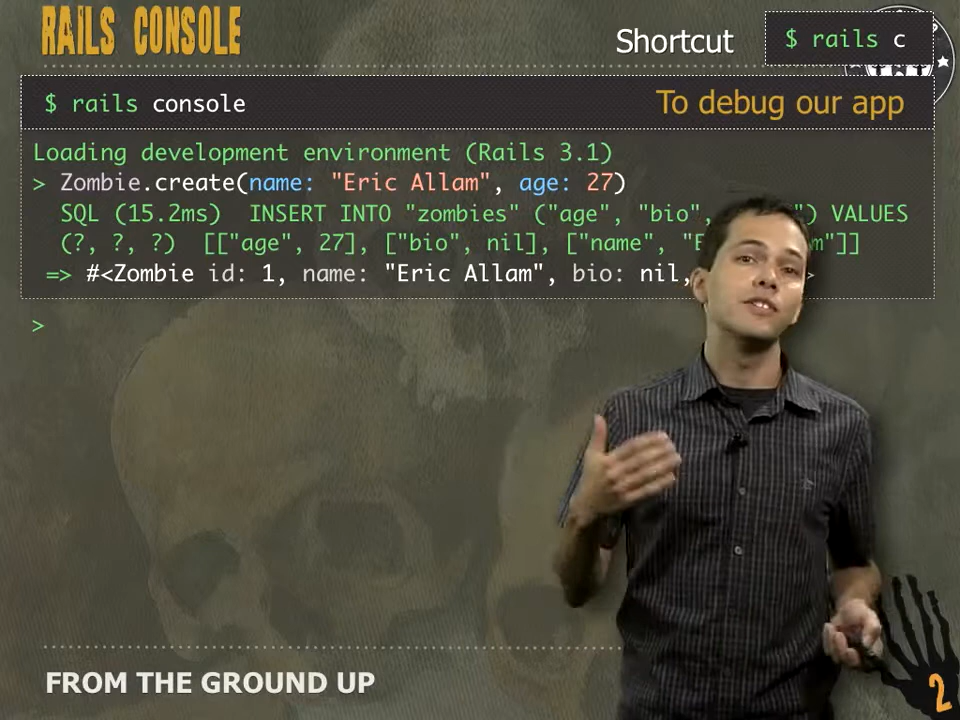 RAILS CONSOLE
Shortcut
$ rails c
$ rails console
To debug our app
Loading development environment (Rails 3.1)
> Zombie.create(name: "Eric Allam", age: 27)
SQL (15.2ms) INSERT INTO "zombies" ("age", "bio", ") VALUES
(?, ?, ?) [["age", 27], ["bio", nil], ["name", "E m"]]
=> #<Zombie id: 1, name: "Eric Allam", bio: nil, >
>
FROM THE GROUND UP
2